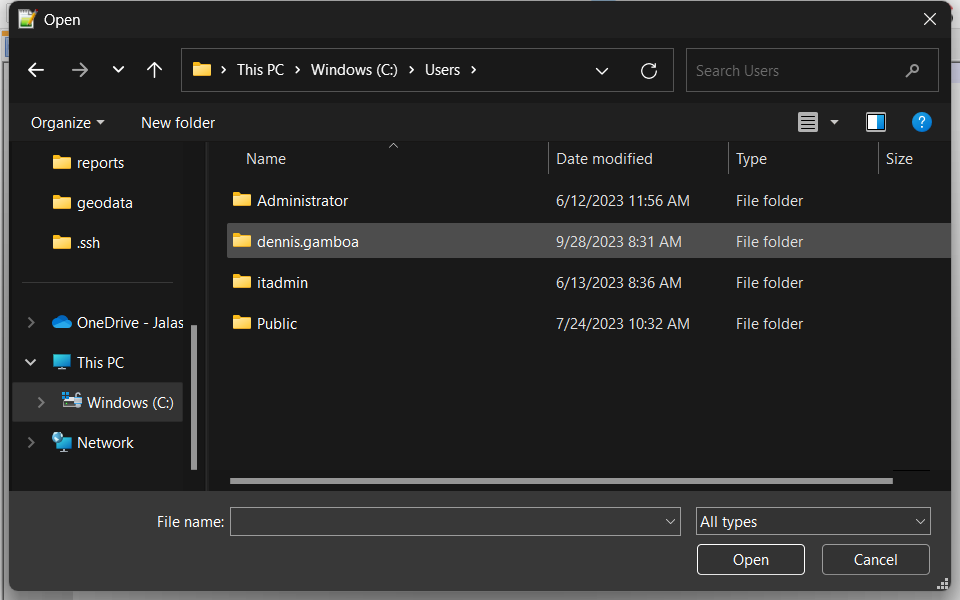 Open
This PC Windows (C:) Users
Search Users
Organize New folder
?
reports
geodata
.ssh
OneDrive - Jalas
This PC
Windows (C:)
Network
Name Date modified Type Size
Administrator 6/12/2023 11:56 AM File folder
dennis.gamboa 9/28/2023 8:31 AM File folder
itadmin 6/13/2023 8:36 AM File folder
Public 7/24/2023 10:32 AM File folder
File name: All types
Open Cancel